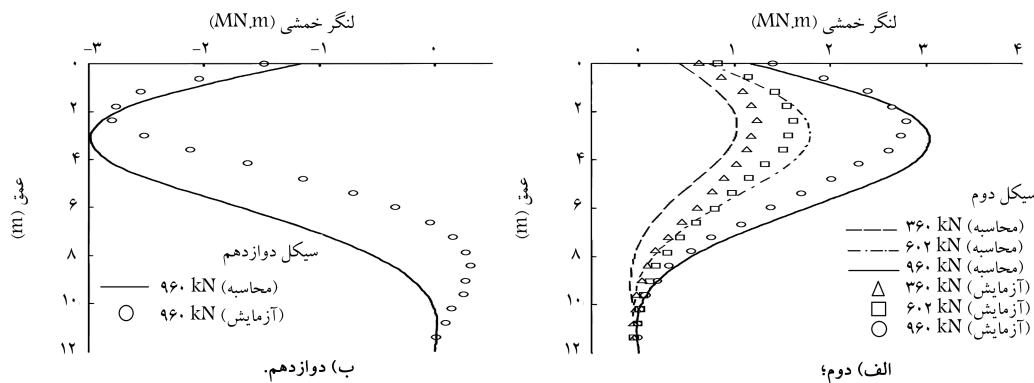 لنگر خمشی (MN.m)
۰ ۱ ۲ ۳ ۴
۰
۲
۴
۶
۸
۱۰
۱۲
عمق (m)
سیکل دوم
۳۶۰ kN (محاسبه)
۶۰۲ kN (محاسبه)
۹۶۰ kN (محاسبه)
۳۶۰ kN (آزمایش)
۶۰۲ kN (آزمایش)
۹۶۰ kN (آزمایش)
الف) دوم؛
لنگر خمشی (MN.m)
-۳ -۲ -۱ ۰
۲
۴
۶
۸
۱۰
۱۲
عمق (m)
سیکل دوازدهم
۹۶۰ kN (محاسبه)
۹۶۰ kN (آزمایش)
ب) دوازدهم.